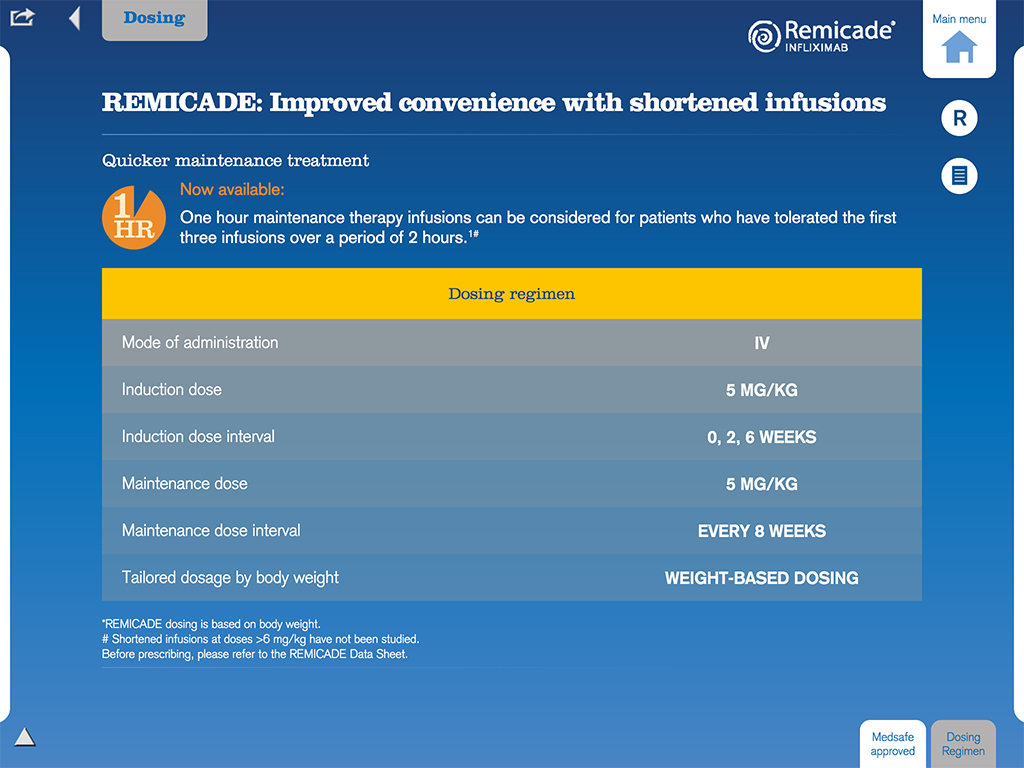 Dosing
Main menu
Remicade®
INFLIXIMAB
REMICADE: Improved convenience with shortened infusions
R
Quicker maintenance treatment
1
HR
Now available:
One hour maintenance therapy infusions can be considered for patients who have tolerated the first
three infusions over a period of 2 hours.1#
Dosing regimen
Mode of administration IV
Induction dose 5 MG/KG
Induction dose interval 0, 2, 6 WEEKS
Maintenance dose 5 MG/KG
Maintenance dose interval EVERY 8 WEEKS
Tailored dosage by body weight WEIGHT-BASED DOSING
*REMICADE dosing is based on body weight.
# Shortened infusions at doses >6 mg/kg have not been studied.
Before prescribing, please refer to the REMICADE Data Sheet.
Medsafe
approved
Dosing
Regimen